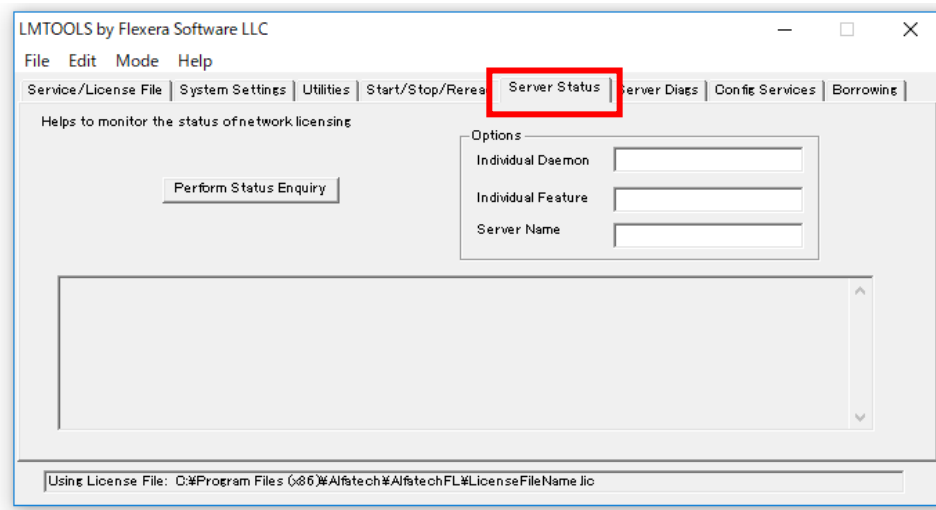 LMTOOLS by Flexera Software LLC
File Edit Mode Help
Service/License File System Settings Utilities Start/Stop/Rerea Server Status Server Diags Config Services Borrowing
Helps to monitor the status of network licensing
Options
Individual Daemon
Perform Status Enquiry
Individual Feature
Server Name
Using License File: C:¥Program Files (x86)¥Alfatech¥AlfatechFL¥LicenseFileName.lic